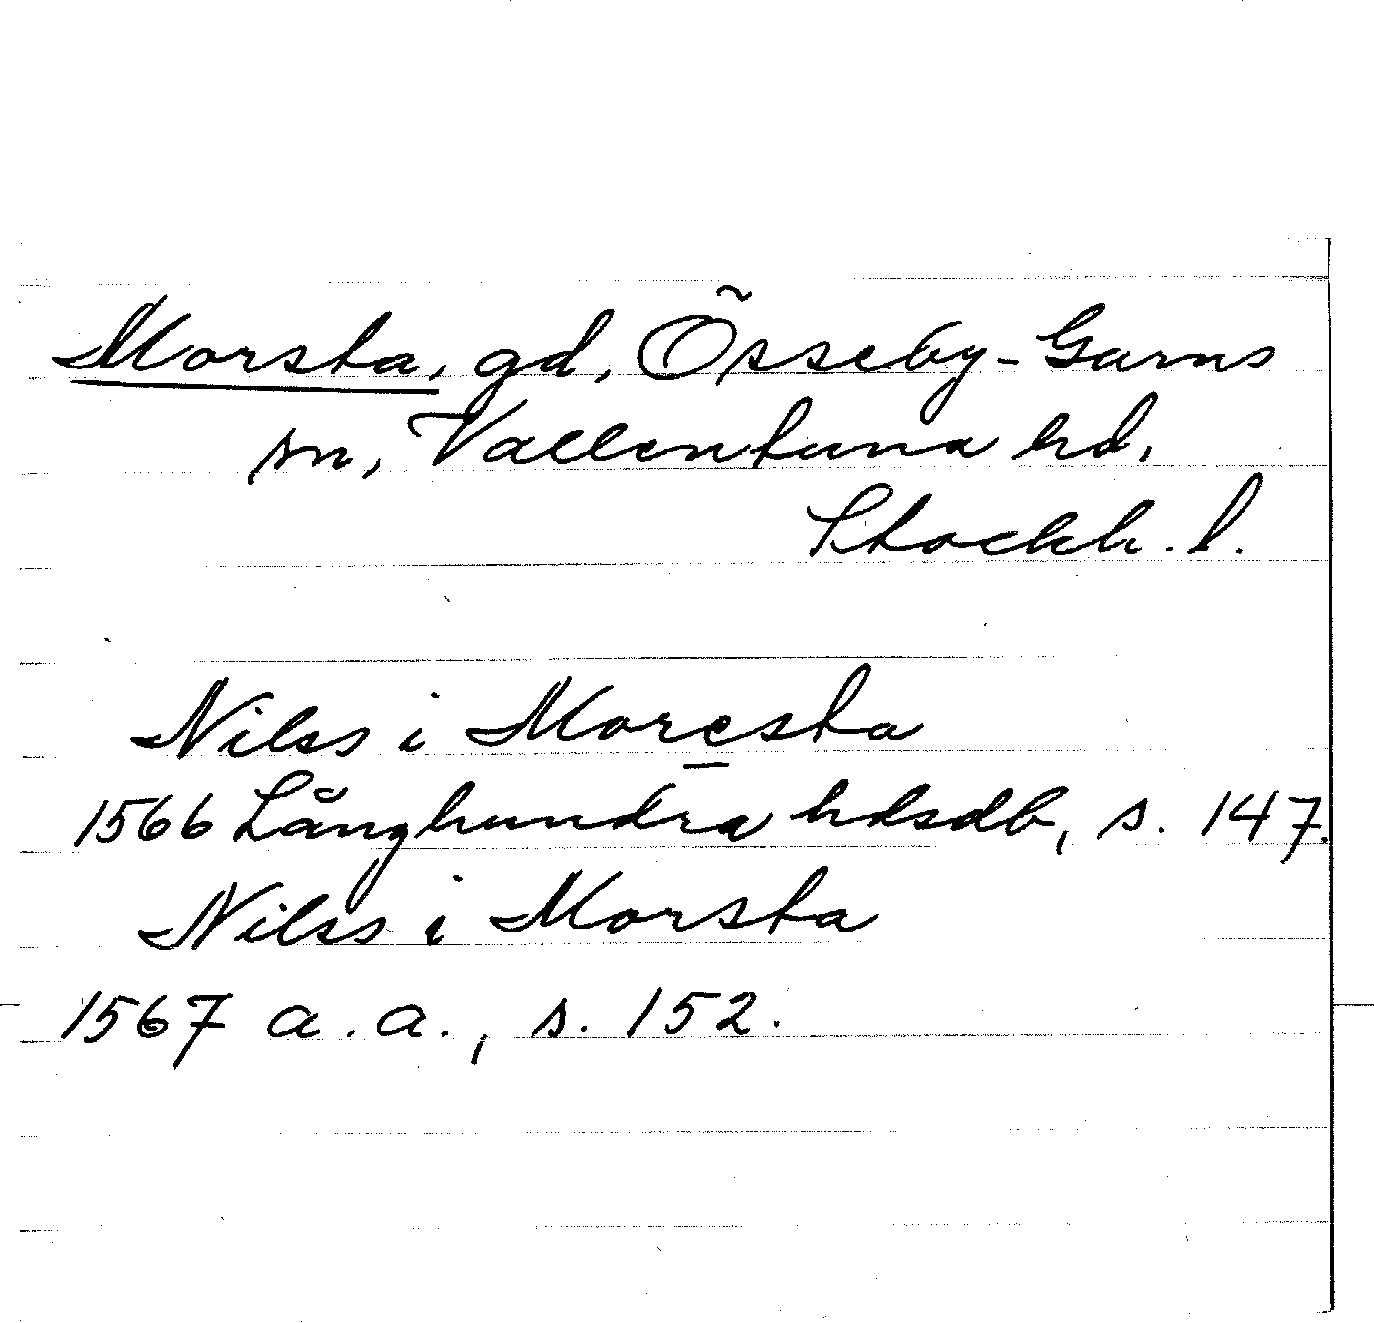 Morsta, gd, Össeby-Garns
sn, Vallentuna hd,
Stockh. l.
Nilss i Moresta
1566 Långhundra hdsdb, s. 147.
Nilss i Morsta
1567 a. a., s. 152.